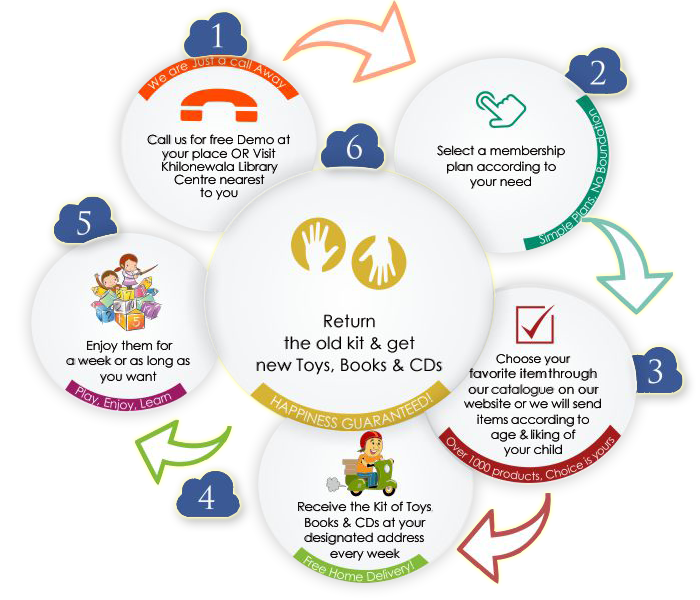 1
We are Just a call Away
Call us for free Demo at
your place OR Visit
Khilonewala Library
Centre nearest
to you
2
Select a membership
plan according to
your need
Simple Plans, No Boundation
3
Choose your
favorite item through
our catalogue on our
website or we will send
items according to
age & liking of
your child
Over 1000 products, Choice is yours
4
Receive the Kit of Toys
Books & CDs at your
designated address
every week
Free Home Delivery!
5
Enjoy them for
a week or as long as
you want
Play, Enjoy, Learn
6
Return
the old kit & get
new Toys, Books & CDs
HAPPINESS GUARANTEED!